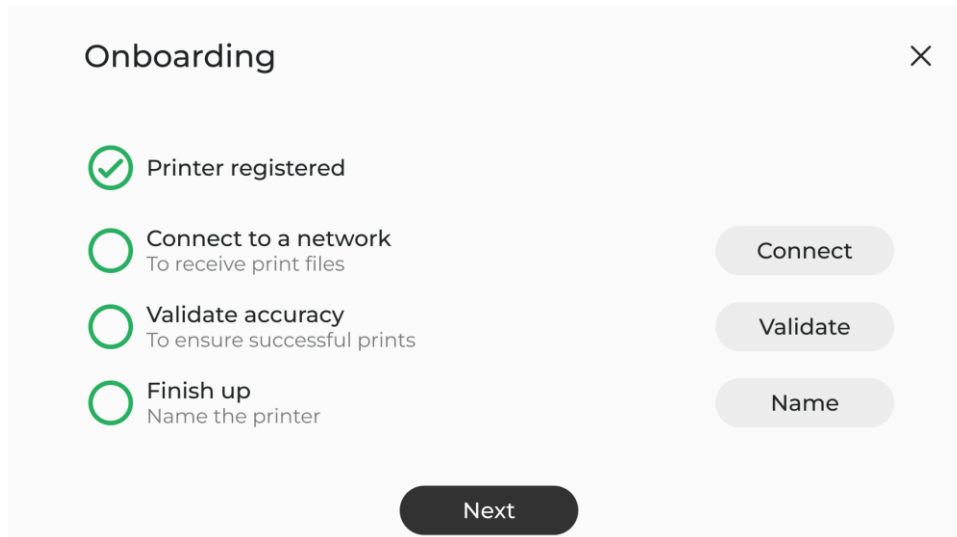 Onboarding
Printer registered
Connect to a network
To receive print files
Connect
Validate accuracy
To ensure successful prints
Validate
Finish up
Name the printer
Name
Next